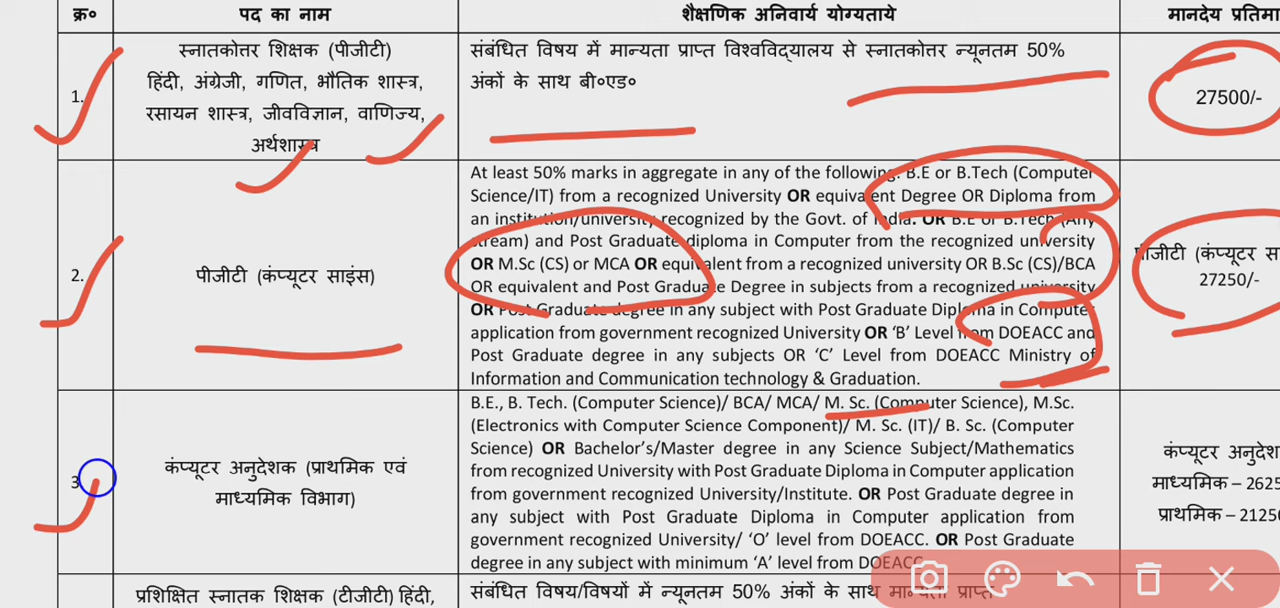 क्र०
पद का नाम
शैक्षणिक अनिवार्य योग्यताये
मानदेय प्रतिमा
1.
स्नातकोत्तर शिक्षक (पीजीटी)
हिंदी, अंग्रेजी, गणित, भौतिक शास्त्र,
रसायन शास्त्र, जीवविज्ञान, वाणिज्य,
अर्थशास्त्र
संबंधित विषय में मान्यता प्राप्त विश्वविद्यालय से स्नातकोत्तर न्यूनतम 50%
अंकों के साथ बी०एड०
27500/-
2.
पीजीटी (कंप्यूटर साइंस)
At least 50% marks in aggregate in any of the following: B.E or B.Tech (Computer
Science/IT) from a recognized University OR equivalent Degree OR Diploma from
an institution/university recognized by the Govt. of India. OR B.E or B.Tech (Any
stream) and Post Graduate diploma in Computer from the recognized university
OR M.Sc (CS) or MCA OR equivalent from a recognized university OR B.Sc (CS)/BCA
OR equivalent and Post Graduate Degree in subjects from a recognized university
OR Post Graduate degree in any subject with Post Graduate Diploma in Computer
application from government recognized University OR ‘B’ Level from DOEACC and
Post Graduate degree in any subjects OR ‘C’ Level from DOEACC Ministry of
Information and Communication technology & Graduation.
पीजीटी (कंप्यूटर सा
27250/-
3
कंप्यूटर अनुदेशक (प्राथमिक एवं
माध्यमिक विभाग)
B.E., B. Tech. (Computer Science)/ BCA/ MCA/ M. Sc. (Computer Science), M.Sc.
(Electronics with Computer Science Component)/ M. Sc. (IT)/ B. Sc. (Computer
Science) OR Bachelor’s/Master degree in any Science Subject/Mathematics
from recognized University with Post Graduate Diploma in Computer application
from government recognized University/Institute. OR Post Graduate degree in
any subject with Post Graduate Diploma in Computer application from
government recognized University/ ‘O’ level from DOEACC. OR Post Graduate
degree in any subject with minimum ‘A’ level from DOEACC
कंप्यूटर अनुदेश
माध्यमिक – 2625
प्राथमिक – 21250
प्रशिक्षित स्नातक शिक्षक (टीजीटी) हिंदी,
संबंधित विषय/विषयों में न्यूनतम 50% अंकों के साथ मान्यता प्राप्त